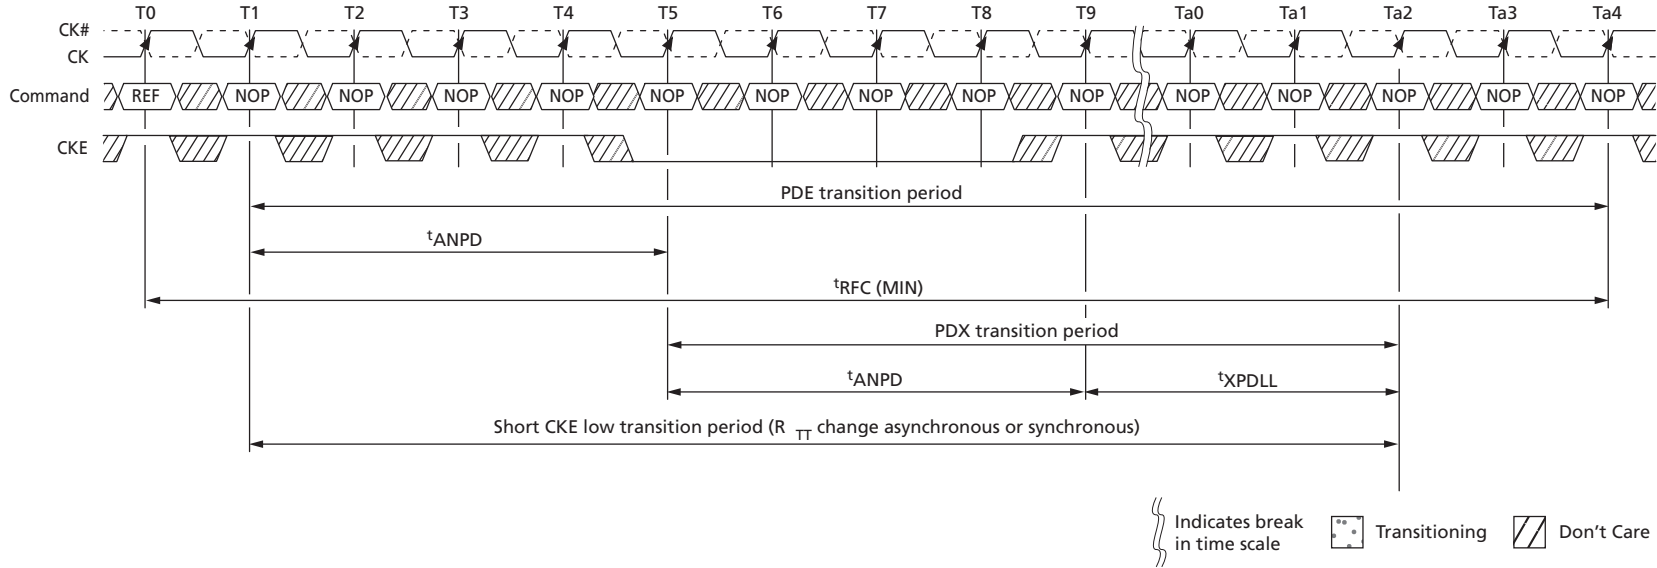 T0 T1 T2 T3 T4 T5 T6 T7 T8 T9 Ta0 Ta1 Ta2 Ta3 Ta4
CK#
CK
Command REF NOP NOP NOP NOP NOP NOP NOP NOP NOP NOP NOP NOP NOP NOP
CKE
PDE transition period
tANPD
tRFC (MIN)
PDX transition period
tANPD tXPDLL
Short CKE low transition period (R TT change asynchronous or synchronous)
Indicates break
in time scale
Transitioning
Don't Care